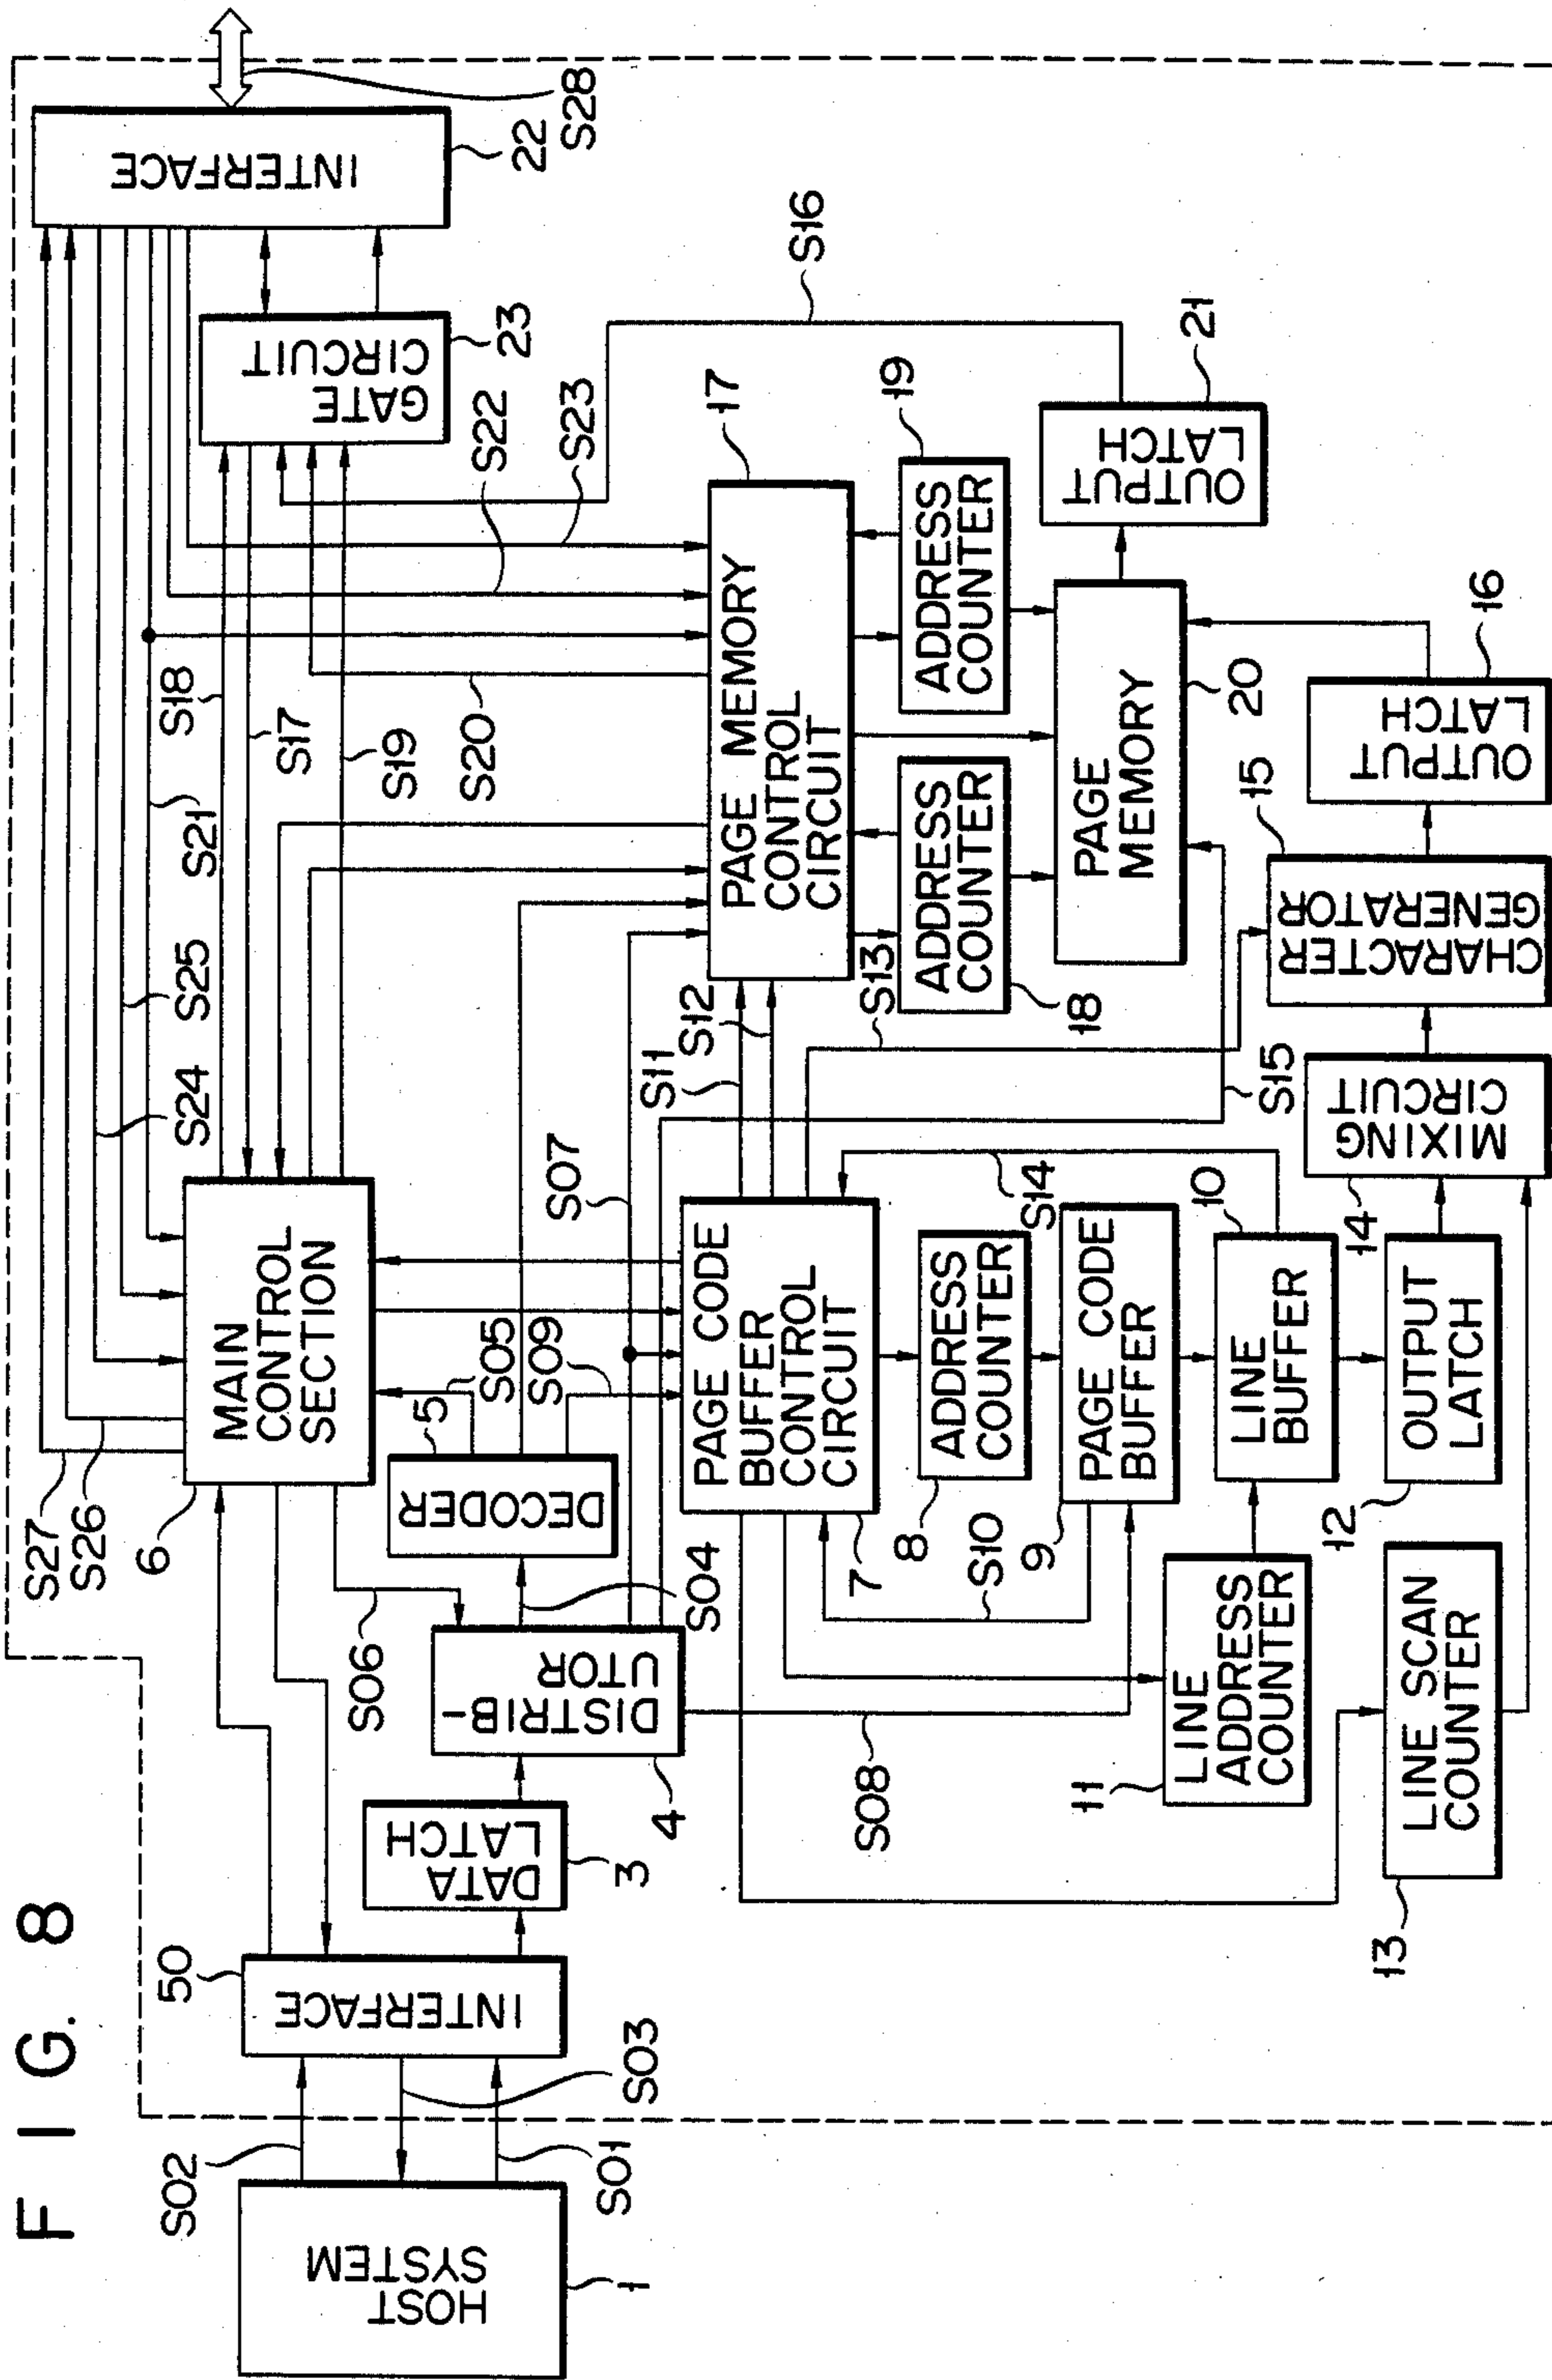 FIG. 8
HOST
SYSTEM
1
S02
S03
S01
50
INTERFACE
DATA
LATCH
3
DISTRIB-
UTOR
4
S06
S04
S08
DECODER
5
S05
S09
S07
S27
S26
6
MAIN
CONTROL
SECTION
S24
S25
S21
S18
S17
S19
S20
S22
S23
GATE
CIRCUIT
23
INTERFACE
22
S28
PAGE CODE
BUFFER
CONTROL
CIRCUIT
7
S10
S11
S12
S13
S14
S15
S16
ADDRESS
COUNTER
8
PAGE CODE
BUFFER
9
LINE
BUFFER
10
LINE
ADDRESS
COUNTER
11
OUTPUT
LATCH
12
LINE SCAN
COUNTER
13
MIXING
CIRCUIT
14
CHARACTER
GENERATOR
15
OUTPUT
LATCH
16
PAGE MEMORY
CONTROL
CIRCUIT
17
ADDRESS
COUNTER
18
ADDRESS
COUNTER
19
PAGE
MEMORY
20
OUTPUT
LATCH
21